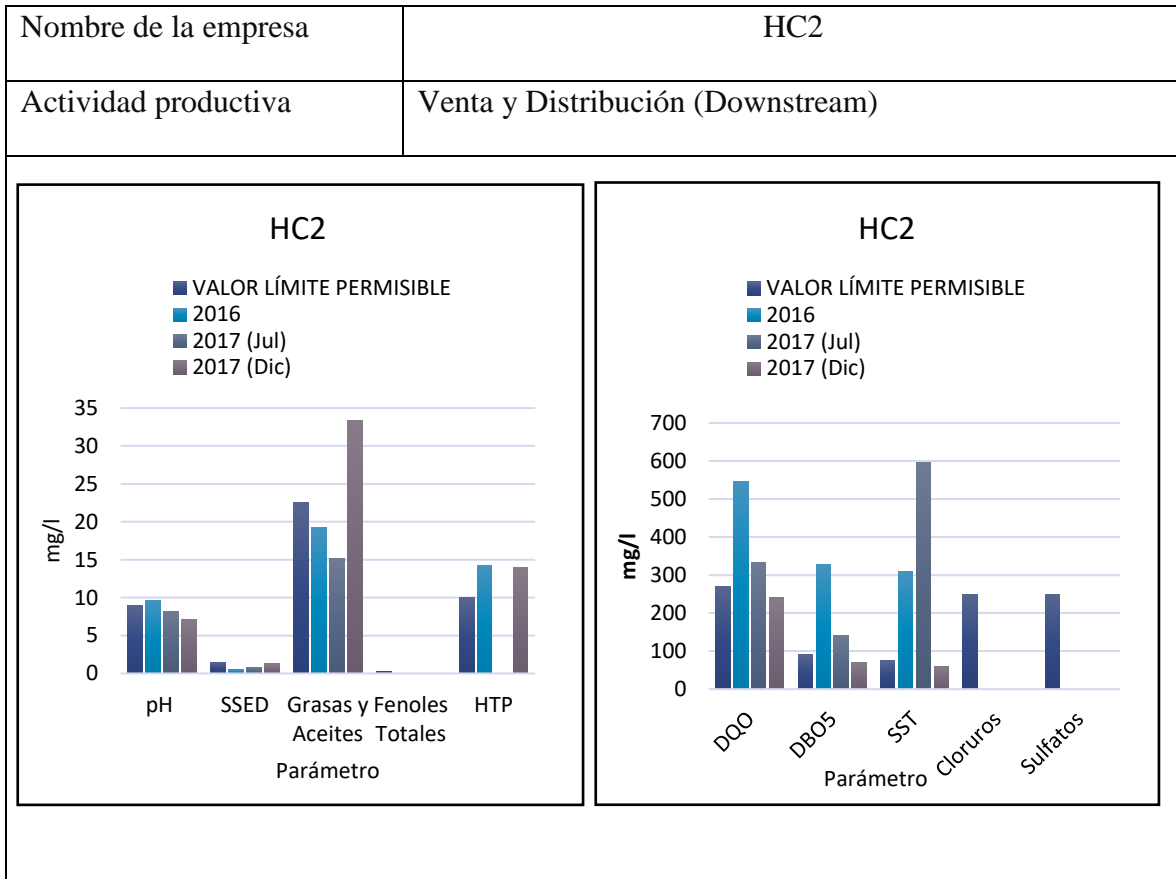 Nombre de la empresa HC2
Actividad productiva Venta y Distribución (Downstream)
HC2
VALOR LÍMITE PERMISIBLE
2016
2017 (Jul)
2017 (Dic)
35
30
25
20
15
10
5
0
mg/l
pH SSED Grasas y Aceites Fenoles Totales HTP
Parámetro
HC2
VALOR LÍMITE PERMISIBLE
2016
2017 (Jul)
2017 (Dic)
700
600
500
400
300
200
100
0
mg/l
DQO DBO5 SST Cloruros Sulfatos
Parámetro